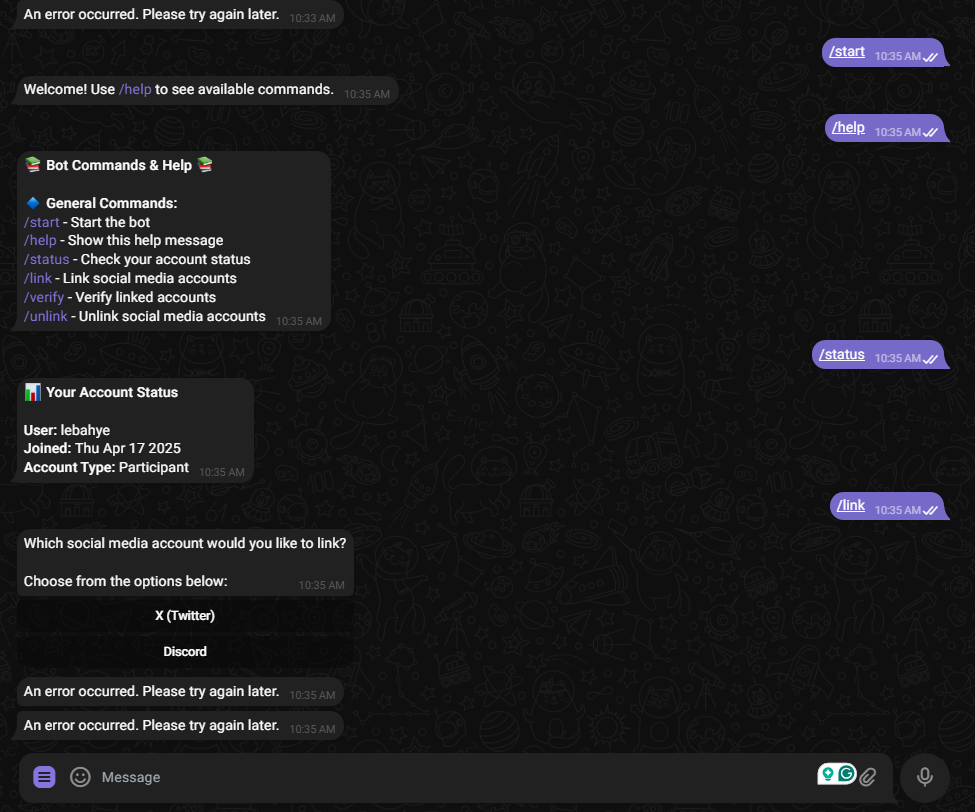 An error occurred. Please try again later. 10:33 AM
/start 10:35 AM
Welcome! Use /help to see available commands. 10:35 AM
/help 10:35 AM
📚 Bot Commands & Help 📚
🔷 General Commands:
/start - Start the bot
/help - Show this help message
/status - Check your account status
/link - Link social media accounts
/verify - Verify linked accounts
/unlink - Unlink social media accounts 10:35 AM
/status 10:35 AM
📊 Your Account Status
User: lebahye
Joined: Thu Apr 17 2025
Account Type: Participant 10:35 AM
/link 10:35 AM
Which social media account would you like to link?
Choose from the options below: 10:35 AM
X (Twitter)
Discord
An error occurred. Please try again later. 10:35 AM
An error occurred. Please try again later. 10:35 AM
Message